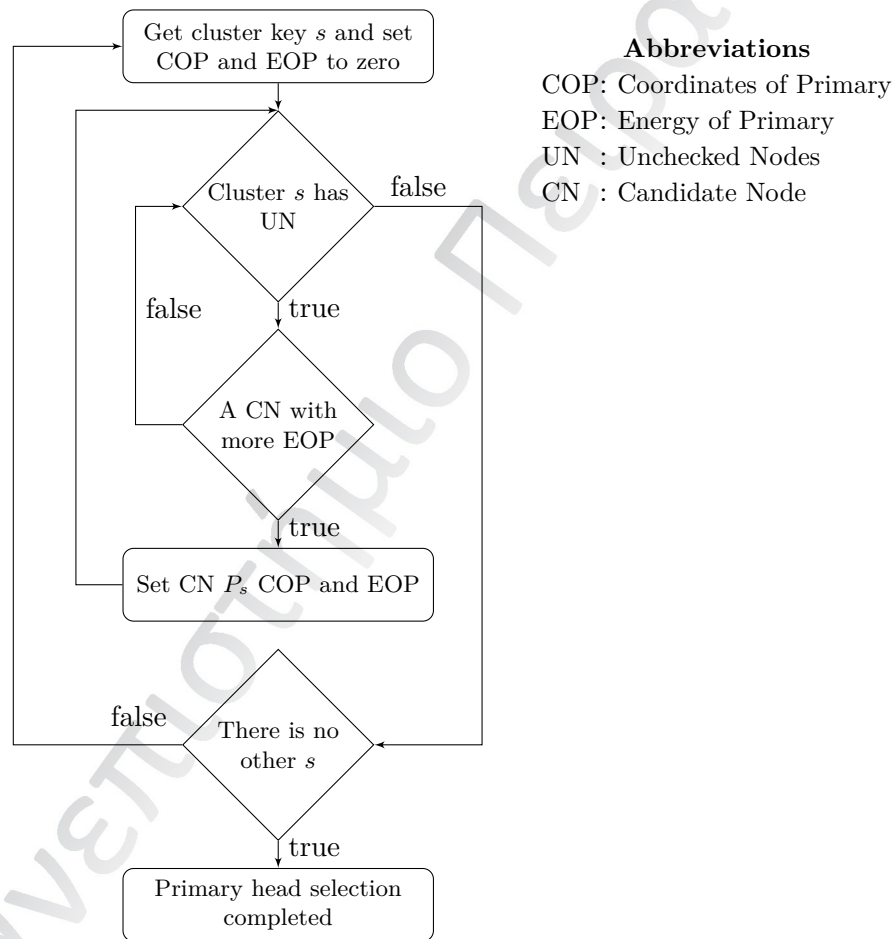 Get cluster key s and set
COP and EOP to zero
Abbreviations
COP: Coordinates of Primary
EOP: Energy of Primary
UN : Unchecked Nodes
CN : Candidate Node
Cluster s has
UN
false
false
true
A CN with
more EOP
true
Set CN Ps COP and EOP
false
There is no
other s
true
Primary head selection
completed